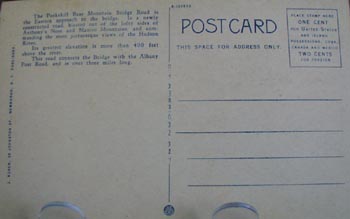 The Peekskill Bear Mountain Bridge Road is
the Eastern approach to the bridge. Is a newly
constructed road blasted out of the solid sides of
Anthony's Nose and Manito Mountains and com-
manding the most picturesque views of the Hudson
River.
Its greatest elevation is more than 400 feet
above the river.
This road connects the Bridge with the Albany
Post Road, and is over three miles long.
POSTCARD
THIS SPACE FOR ADDRESS ONLY.
PLACE STAMP HERE
ONE CENT
FOR UNITED STATES
AND ISLAND
POSSESSIONS, CUBA,
CANADA AND MEXICO
TWO CENTS
FOR FOREIGN
NEWBURGH, N. Y.